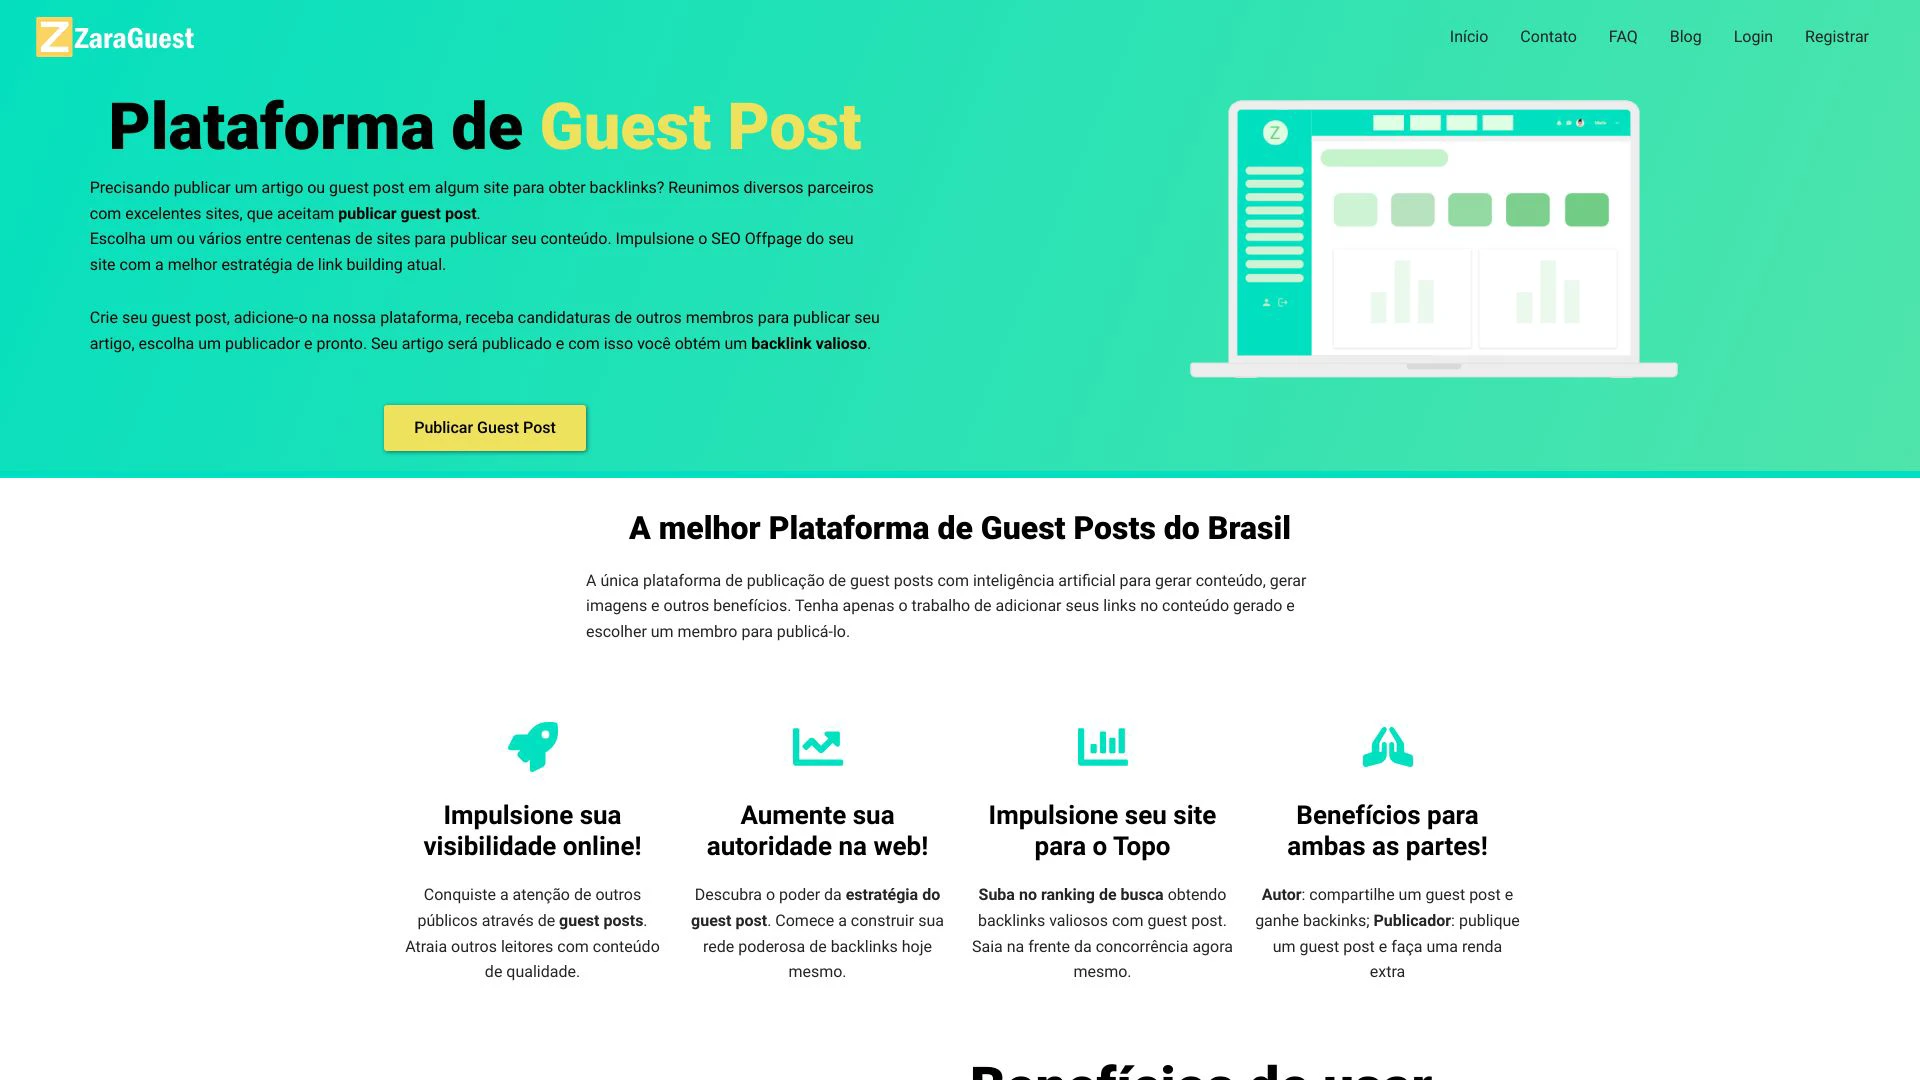 ZaraGuest
Início
Contato
FAQ
Blog
Login
Registrar
Plataforma de Guest Post
Precisando publicar um artigo ou guest post em algum site para obter backlinks? Reunimos diversos parceiros
com excelentes sites, que aceitam publicar guest post.
Escolha um ou vários entre centenas de sites para publicar seu conteúdo. Impulsione o SEO Offpage do seu
site com a melhor estratégia de link building atual.
Crie seu guest post, adicione-o na nossa plataforma, receba candidaturas de outros membros para publicar seu
artigo, escolha um publicador e pronto. Seu artigo será publicado e com isso você obtém um backlink valioso.
Publicar Guest Post
A melhor Plataforma de Guest Posts do Brasil
A única plataforma de publicação de guest posts com inteligência artificial para gerar conteúdo, gerar
imagens e outros benefícios. Tenha apenas o trabalho de adicionar seus links no conteúdo gerado e
escolher um membro para publicá-lo.
Impulsione sua
visibilidade online!
Conquiste a atenção de outros
públicos através de guest posts.
Atraia outros leitores com conteúdo
de qualidade.
Aumente sua
autoridade na web!
Descubra o poder da estratégia do
guest post. Comece a construir sua
rede poderosa de backlinks hoje
mesmo.
Impulsione seu site
para o Topo
Suba no ranking de busca obtendo
backlinks valiosos com guest post.
Saia na frente da concorrência agora
mesmo.
Benefícios para
ambas as partes!
Autor: compartilhe um guest post e
ganhe backinks; Publicador: publique
um guest post e faça uma renda
extra
Benefícios de usar